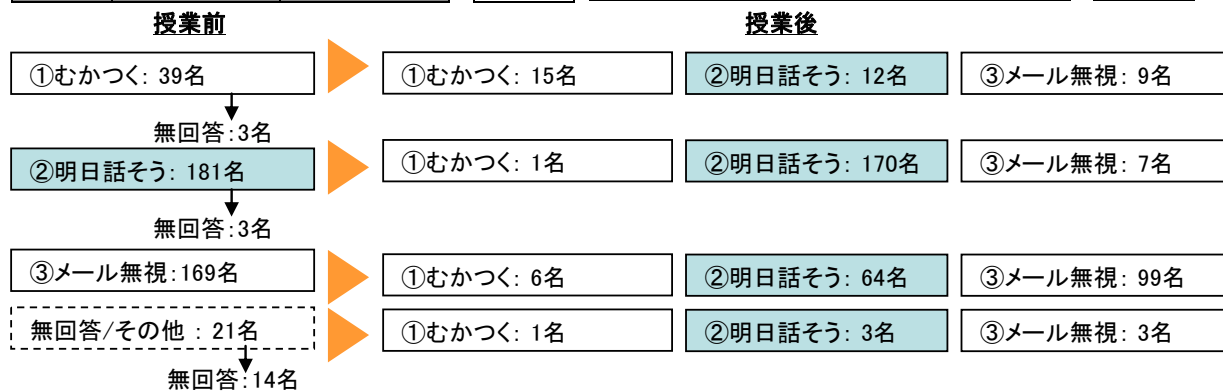 授業前
授業後
①むかつく: 39名
①むかつく: 15名
②明日話そう: 12名
③メール無視: 9名
無回答:3名
②明日話そう: 181名
①むかつく: 1名
②明日話そう: 170名
③メール無視: 7名
無回答:3名
③メール無視:169名
①むかつく: 6名
②明日話そう: 64名
③メール無視: 99名
無回答/その他 : 21名
①むかつく: 1名
②明日話そう: 3名
③メール無視: 3名
無回答:14名